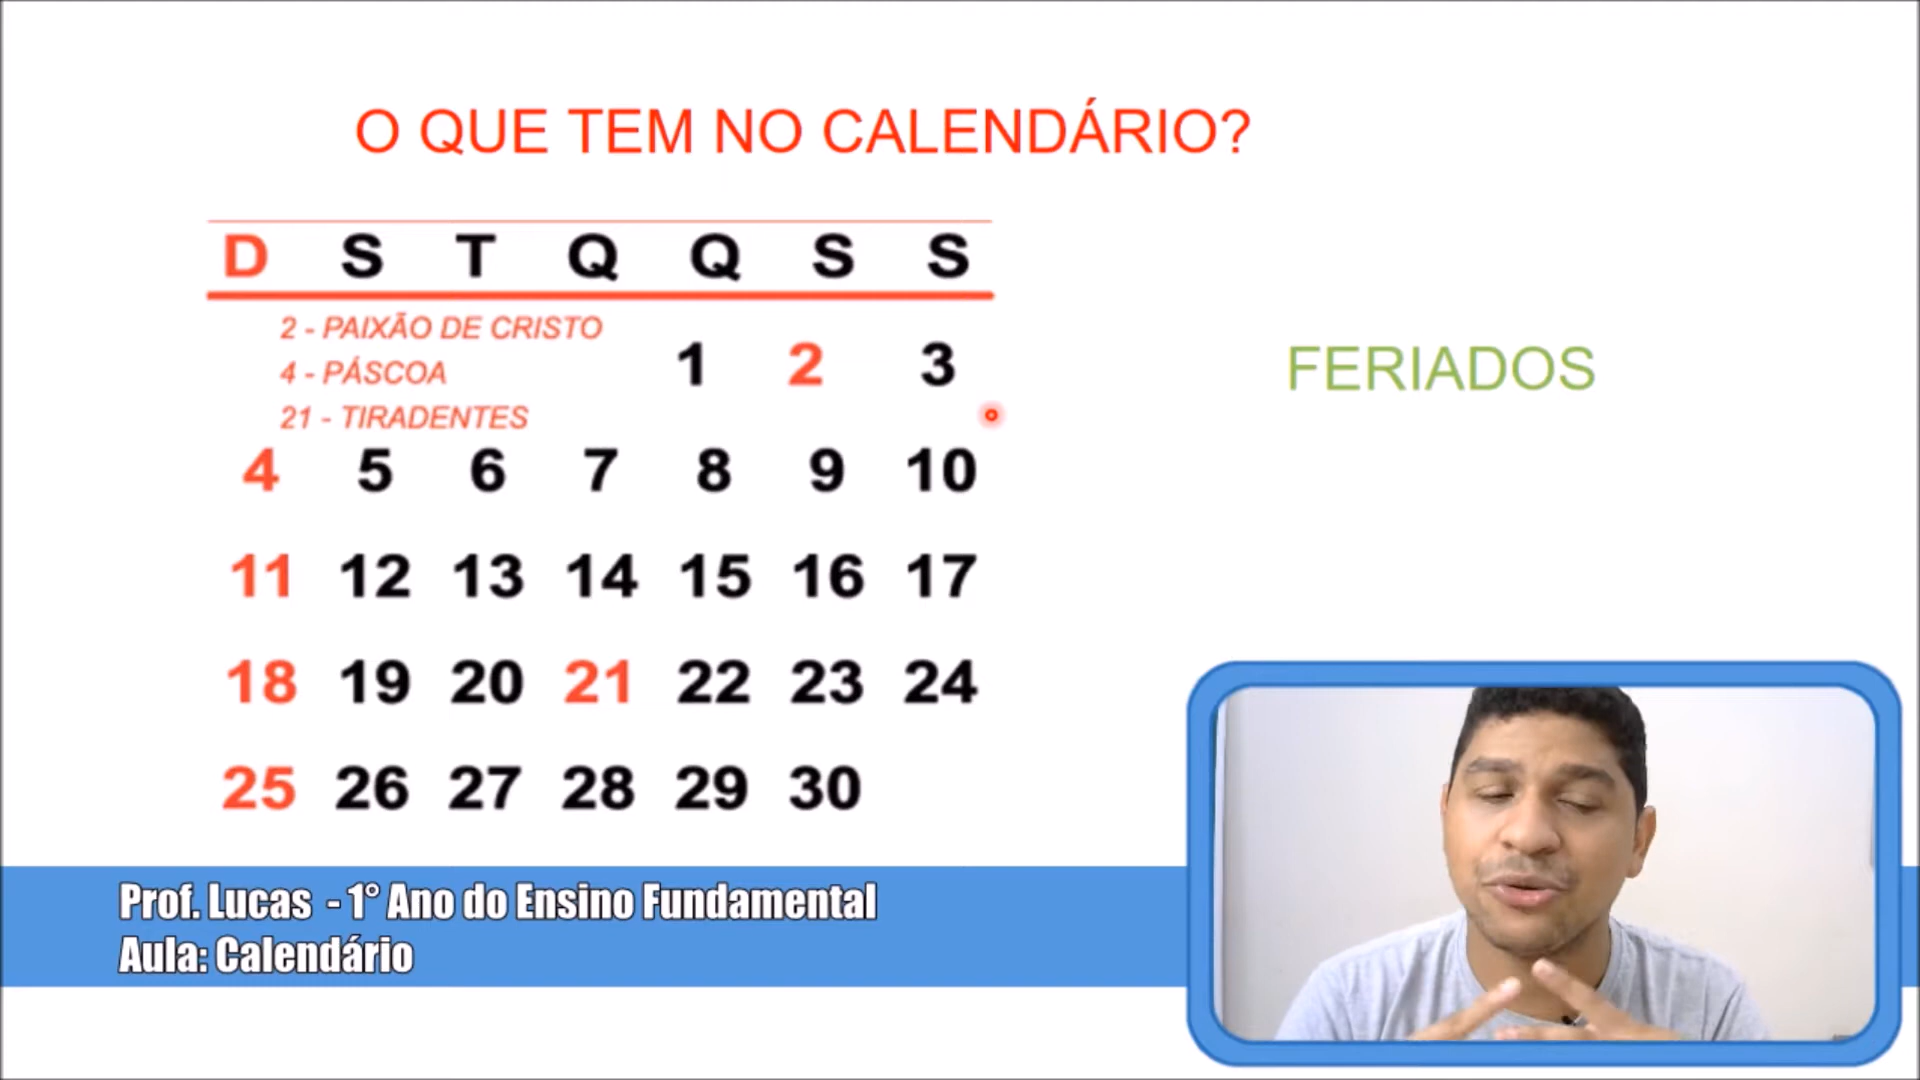 O QUE TEM NO CALENDÁRIO?
D S T Q Q S S
2 - PAIXÃO DE CRISTO
4 - PÁSCOA
21 - TIRADENTES
1 2 3
4 5 6 7 8 9 10
11 12 13 14 15 16 17
18 19 20 21 22 23 24
25 26 27 28 29 30
FERIADOS
Prof. Lucas - 1° Ano do Ensino Fundamental
Aula: Calendário